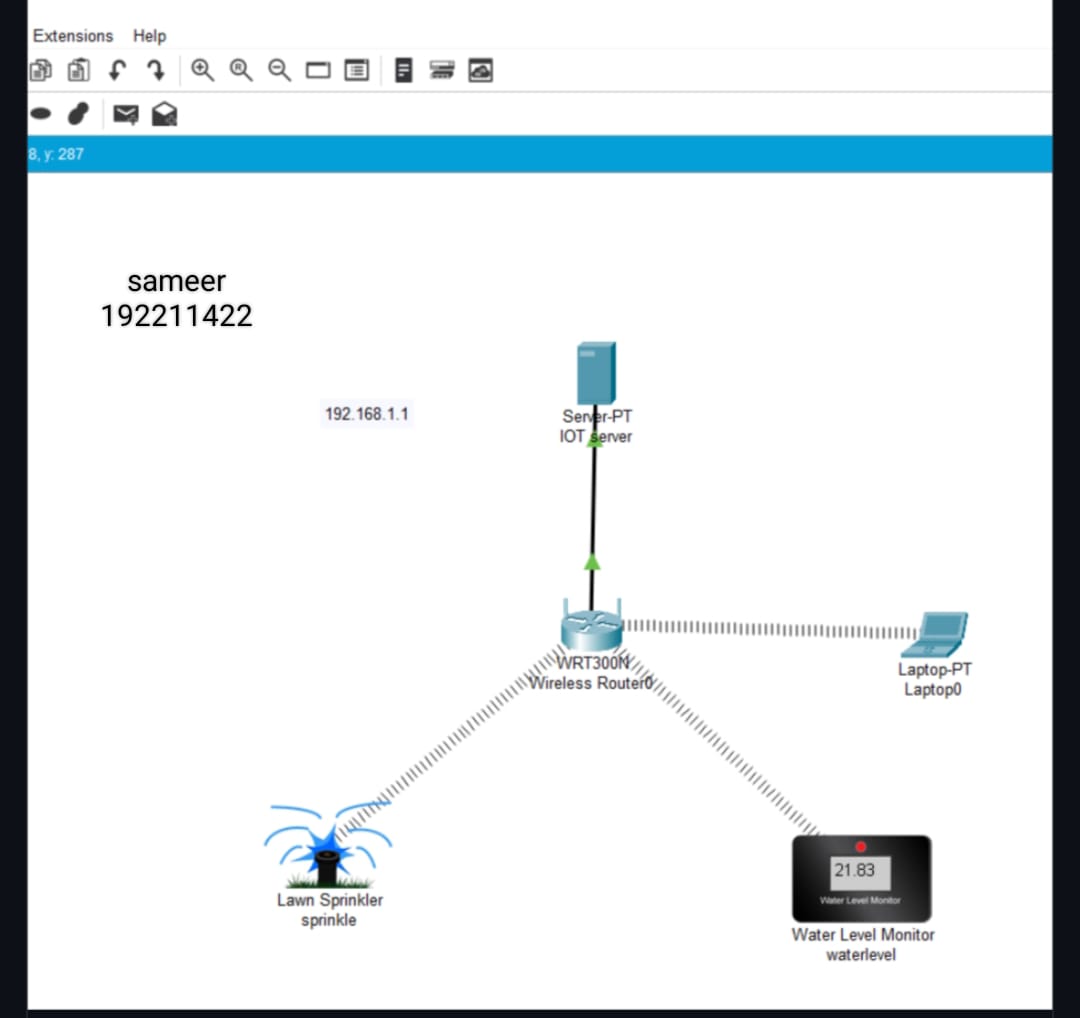 Extensions Help
8, y: 287
sameer
192211422
192.168.1.1
Server-PT
IOT server
WRT300N
Wireless Router0
Laptop-PT
Laptop0
Lawn Sprinkler
sprinkle
21.83
Water Level Monitor
Water Level Monitor
waterlevel